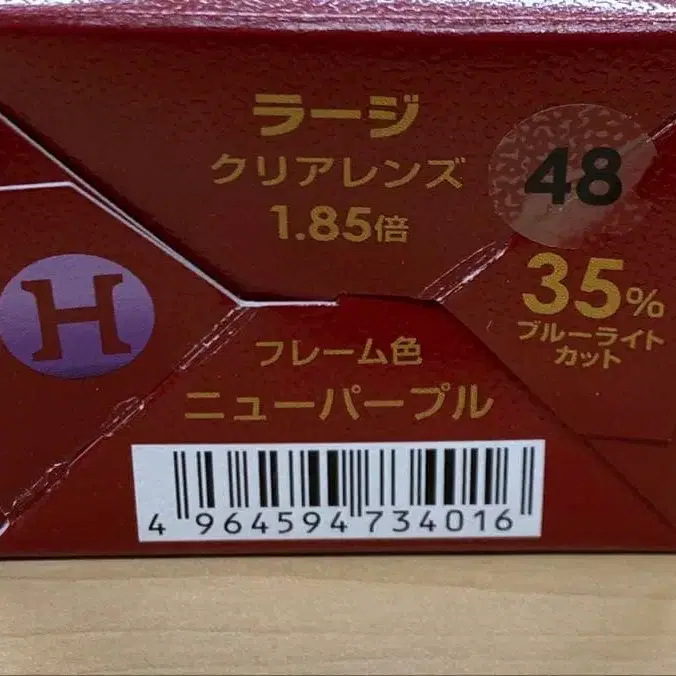 ラージ
クリアレンズ
1.85倍
48
35%
ブルーライト
カット
H
フレーム色
ニューパープル
4 964594 734016